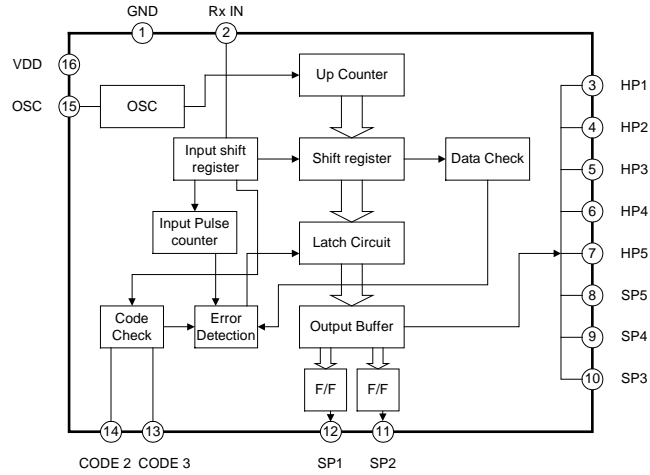 GND
Rx IN
1
2
VDD
16
OSC
15
OSC
Up Counter
3
HP1
4
HP2
Input shift
register
Shift register
Data Check
5
HP3
6
HP4
Input Pulse
counter
Latch Circuit
7
HP5
8
SP5
Code
Check
Error
Detection
Output Buffer
9
SP4
F/F
F/F
10
SP3
14
13
12
11
CODE 2
CODE 3
SP1
SP2